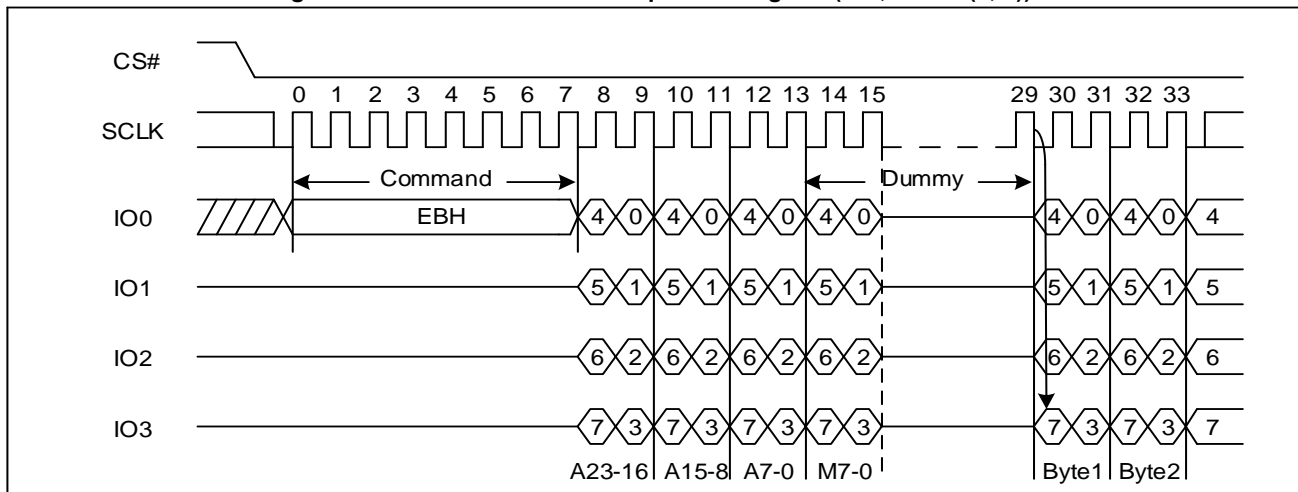 CS#
0 1 2 3 4 5 6 7 8 9 10 11 12 13 14 15 29 30 31 32 33
SCLK
Command Dummy
IO0 EBH 4 0 4 0 4 0 4 0 4 0 4 0 4
IO1 5 1 5 1 5 1 5 1 5 1 5 1 5
IO2 6 2 6 2 6 2 6 2 6 2 6 2 6
IO3 7 3 7 3 7 3 7 3 7 3 7 3 7
A23-16 A15-8 A7-0 M7-0 Byte1 Byte2